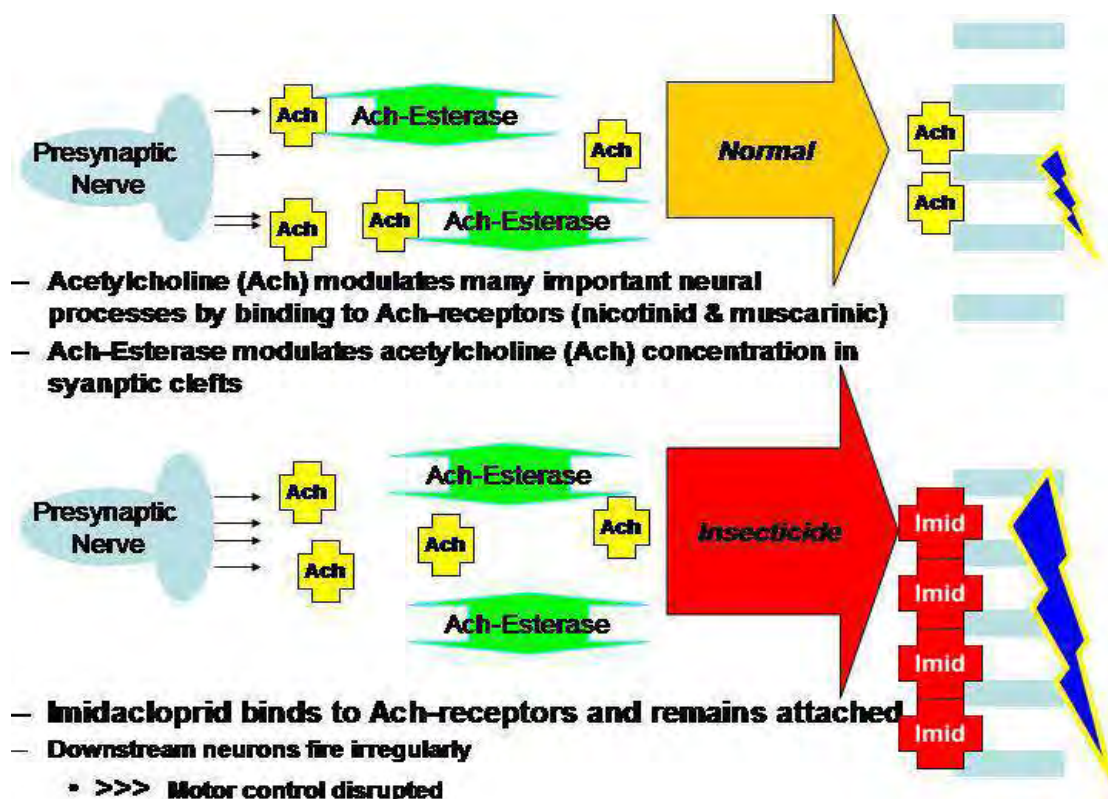 Ach
Ach-Esterase
Ach
Presynaptic
Nerve
Normal
Ach
Ach
Ach
Ach
Ach-Esterase
– Acetylcholine (Ach) modulates many important neural
processes by binding to Ach-receptors (nicotinid & muscarinic)
– Ach-Esterase modulates acetylcholine (Ach) concentration in
syanptic clefts
Ach-Esterase
Ach
Presynaptic
Nerve
Ach
Ach
Ach
Ach-Esterase
Insecticide
Imid
Imid
Imid
Imid
– Imidacloprid binds to Ach-receptors and remains attached
– Downstream neurons fire irregularly
• >>> Motor control disrupted